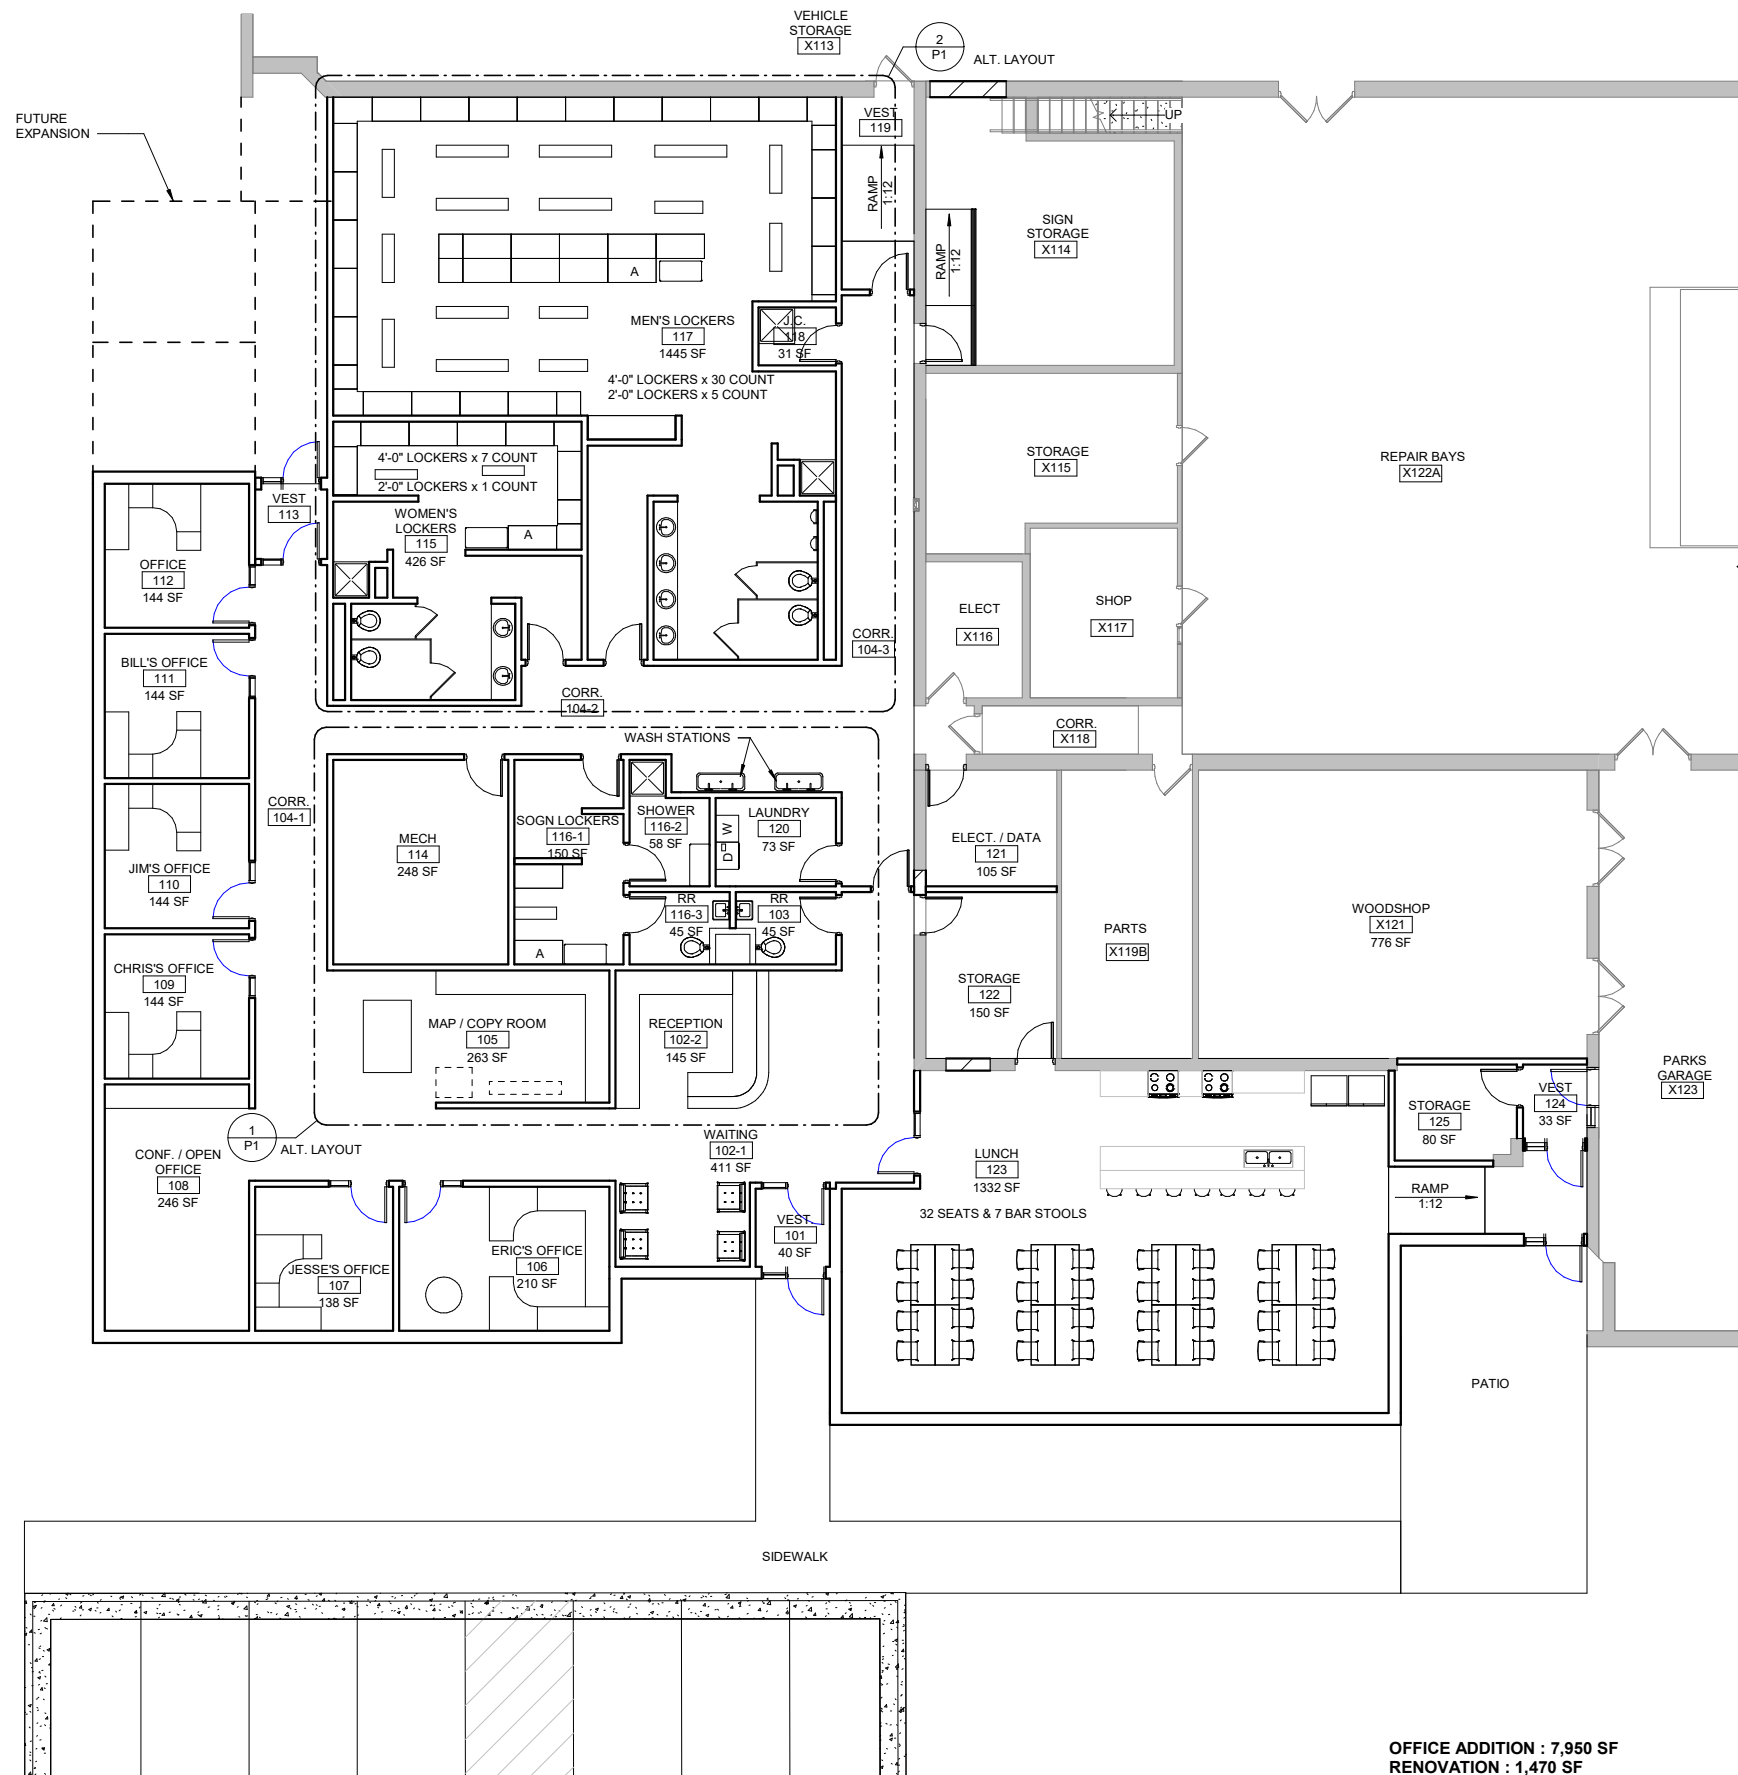 VEHICLE
STORAGE
X113
2
P1
ALT. LAYOUT
FUTURE
EXPANSION
VEST
119
UP
RAMP
1:12
SIGN
STORAGE
X114
RAMP
1:12
A
MEN'S LOCKERS
117
1445 SF
J.C.
118
31 SF
4'-0" LOCKERS x 30 COUNT
2'-0" LOCKERS x 5 COUNT
STORAGE
X115
REPAIR BAYS
X122A
4'-0" LOCKERS x 7 COUNT
2'-0" LOCKERS x 1 COUNT
VEST
113
WOMEN'S
LOCKERS
115
426 SF
A
OFFICE
112
144 SF
ELECT
X116
SHOP
X117
CORR.
104-3
BILL'S OFFICE
111
144 SF
CORR.
104-2
CORR.
X118
WASH STATIONS
CORR.
104-1
MECH
114
248 SF
SOGN LOCKERS
116-1
150 SF
SHOWER
116-2
58 SF
W
D
LAUNDRY
120
73 SF
ELECT. / DATA
121
105 SF
JIM'S OFFICE
110
144 SF
RR
116-3
45 SF
RR
103
45 SF
A
PARTS
X119B
WOODSHOP
X121
776 SF
CHRIS'S OFFICE
109
144 SF
STORAGE
122
150 SF
MAP / COPY ROOM
105
263 SF
RECEPTION
102-2
145 SF
PARKS
GARAGE
X123
STORAGE
125
80 SF
VEST
124
33 SF
1
P1
ALT. LAYOUT
WAITING
102-1
411 SF
CONF. / OPEN
OFFICE
108
246 SF
LUNCH
123
1332 SF
RAMP
1:12
32 SEATS & 7 BAR STOOLS
VEST.
101
40 SF
ERIC'S OFFICE
106
210 SF
JESSE'S OFFICE
107
138 SF
PATIO
SIDEWALK
OFFICE ADDITION : 7,950 SF
RENOVATION : 1,470 SF